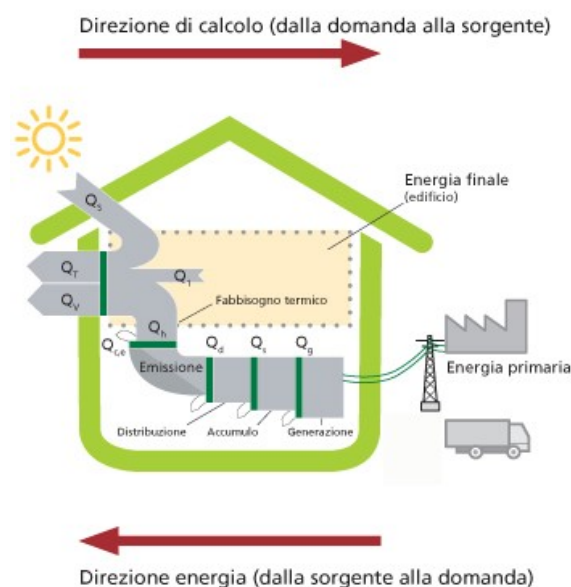 Direzione di calcolo (dalla domanda alla sorgente)
Energia finale
(edificio)
Qs
QT
Q1
QV
Fabbisogno termico
Qh
Qc,e
Qd
Qs
Qg
Emissione
Energia primaria
Distribuzione
Accumulo
Generazione
Direzione energia (dalla sorgente alla domanda)